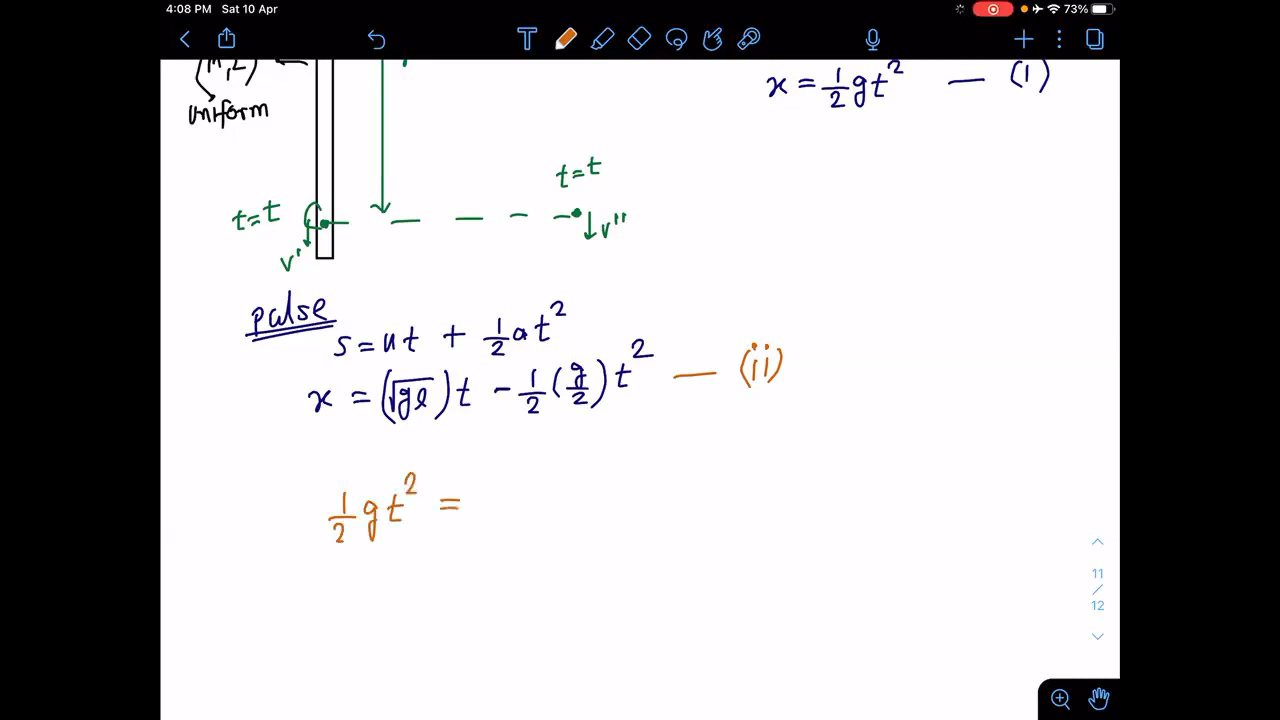 4:08 PM Sat 10 Apr
73%
(M, L)
uniform
x = 1/2 gt² — (i)
t=t
t=t
v'
v''
pulse
s = ut + 1/2 at²
x = (√gl) t - 1/2 (g/2) t² — (ii)
1/2 gt² =
11
/
12